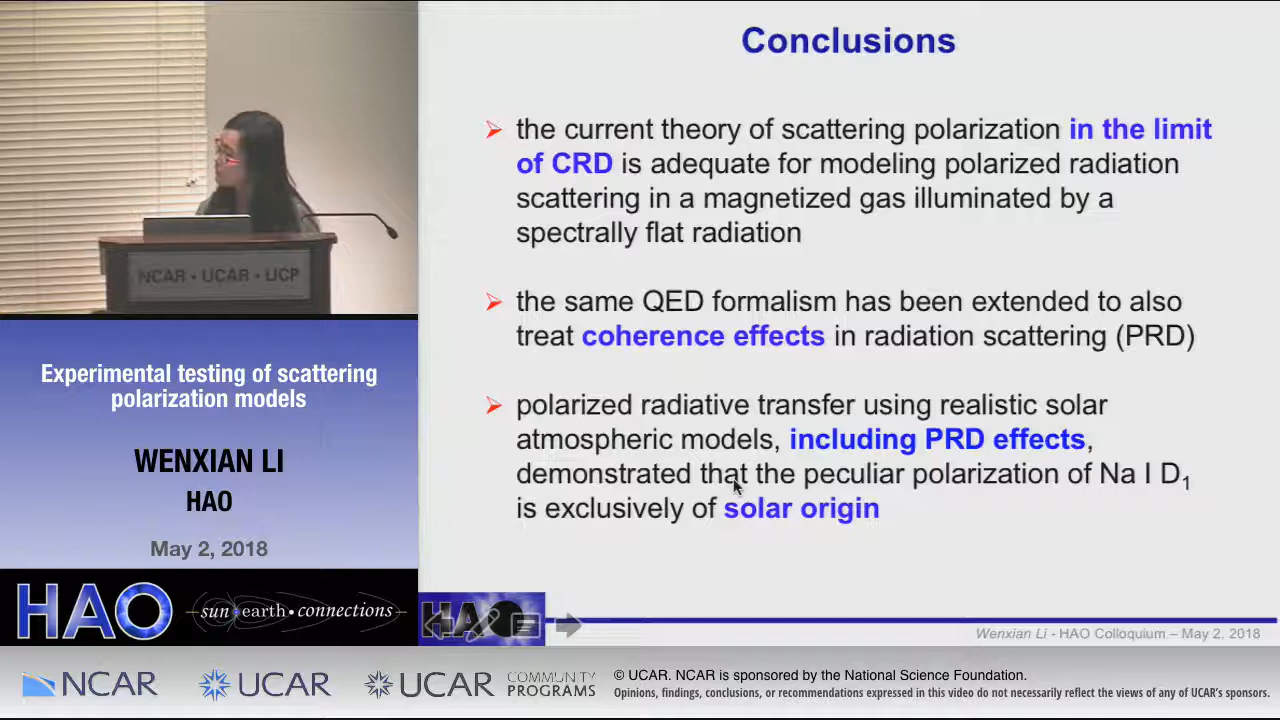 Conclusions
➢ the current theory of scattering polarization in the limit
of CRD is adequate for modeling polarized radiation
scattering in a magnetized gas illuminated by a
spectrally flat radiation
➢ the same QED formalism has been extended to also
treat coherence effects in radiation scattering (PRD)
➢ polarized radiative transfer using realistic solar
atmospheric models, including PRD effects,
demonstrated that the peculiar polarization of Na I D₁
is exclusively of solar origin
NCAR • UCAR • UCP
Experimental testing of scattering
polarization models
WENXIAN LI
HAO
May 2, 2018
HAO
sun•earth•connections
HAO
Wenxian Li - HAO Colloquium – May 2, 2018
NCAR
UCAR
UCAR
COMMUNITY
PROGRAMS
© UCAR. NCAR is sponsored by the National Science Foundation.
Opinions, findings, conclusions, or recommendations expressed in this video do not necessarily reflect the views of any of UCAR's sponsors.